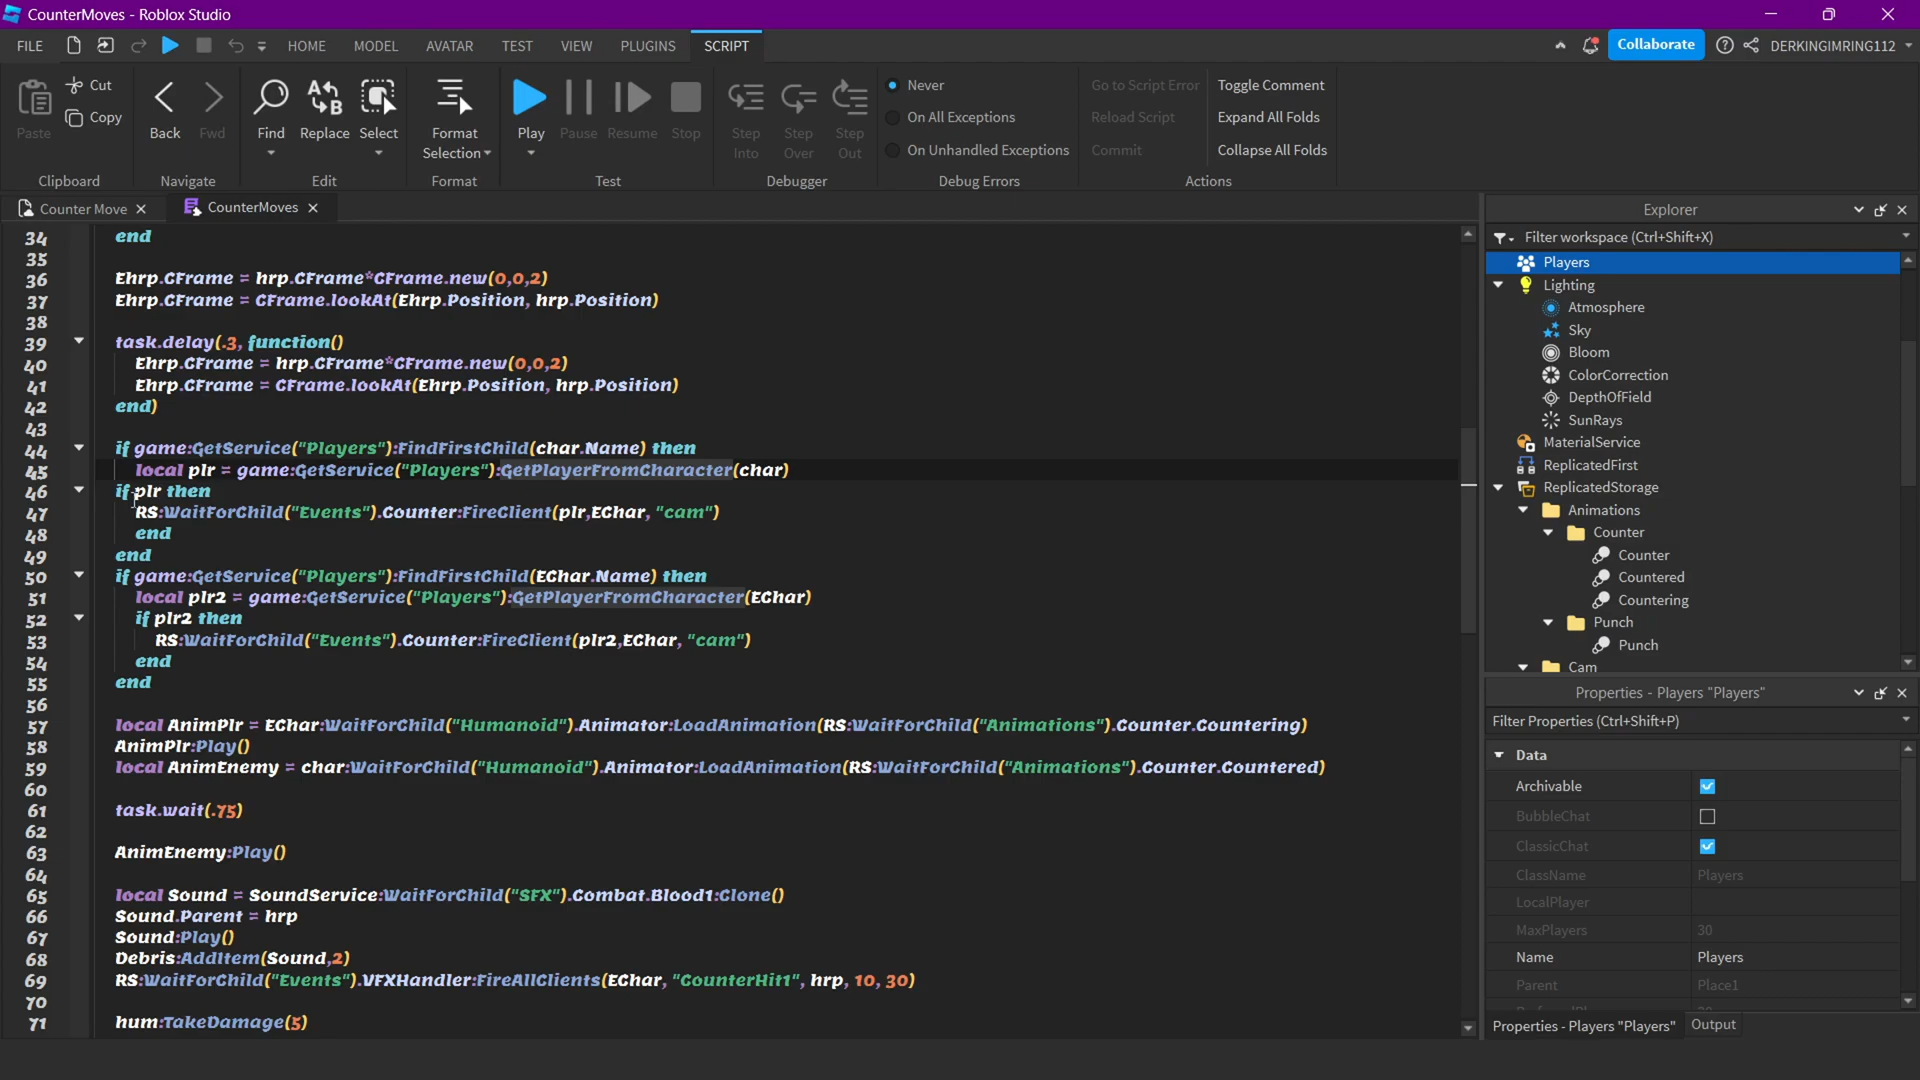 CounterMoves - Roblox Studio
FILE HOME MODEL AVATAR TEST VIEW PLUGINS SCRIPT Collaborate DERKINGIMRING112
Paste Cut Copy Back Fwd Find Replace Select Format Selection Play Pause Resume Stop Step Into Step Over Step Out
Never
On All Exceptions
On Unhandled Exceptions
Go to Script Error
Reload Script
Commit
Toggle Comment
Expand All Folds
Collapse All Folds
Clipboard Navigate Edit Format Test Debugger Debug Errors Actions
Counter Move CounterMoves
34 end
35
36 Ehrp.CFrame = hrp.CFrame*CFrame.new(0,0,2)
37 Ehrp.CFrame = CFrame.lookAt(Ehrp.Position, hrp.Position)
38
39 task.delay(.3, function()
40 Ehrp.CFrame = hrp.CFrame*CFrame.new(0,0,2)
41 Ehrp.CFrame = CFrame.lookAt(Ehrp.Position, hrp.Position)
42 end)
43
44 if game:GetService("Players"):FindFirstChild(char.Name) then
45 local plr = game:GetService("Players"):GetPlayerFromCharacter(char)
46 if plr then
47 RS:WaitForChild("Events").Counter:FireClient(plr,EChar, "cam")
48 end
49 end
50 if game:GetService("Players"):FindFirstChild(EChar.Name) then
51 local plr2 = game:GetService("Players"):GetPlayerFromCharacter(EChar)
52 if plr2 then
53 RS:WaitForChild("Events").Counter:FireClient(plr2,EChar, "cam")
54 end
55 end
56
57 local AnimPlr = EChar:WaitForChild("Humanoid").Animator:LoadAnimation(RS:WaitForChild("Animations").Counter.Countering)
58 AnimPlr:Play()
59 local AnimEnemy = char:WaitForChild("Humanoid").Animator:LoadAnimation(RS:WaitForChild("Animations").Counter.Countered)
60
61 task.wait(.75)
62
63 AnimEnemy:Play()
64
65 local Sound = SoundService:WaitForChild("SFX").Combat.Blood1:Clone()
66 Sound.Parent = hrp
67 Sound:Play()
68 Debris:AddItem(Sound,2)
69 RS:WaitForChild("Events").VFXHandler:FireAllClients(EChar, "CounterHit1", hrp, 10, 30)
70
71 hum:TakeDamage(5)
Explorer
Filter workspace (Ctrl+Shift+X)
Players
Lighting
Atmosphere
Sky
Bloom
ColorCorrection
DepthOfField
SunRays
MaterialService
ReplicatedFirst
ReplicatedStorage
Animations
Counter
Counter
Countered
Countering
Punch
Punch
Cam
Properties - Players "Players"
Filter Properties (Ctrl+Shift+P)
Data
Archivable
BubbleChat
ClassicChat
ClassName Players
LocalPlayer
MaxPlayers 30
Name Players
Parent Place1
Properties - Players "Players" Output